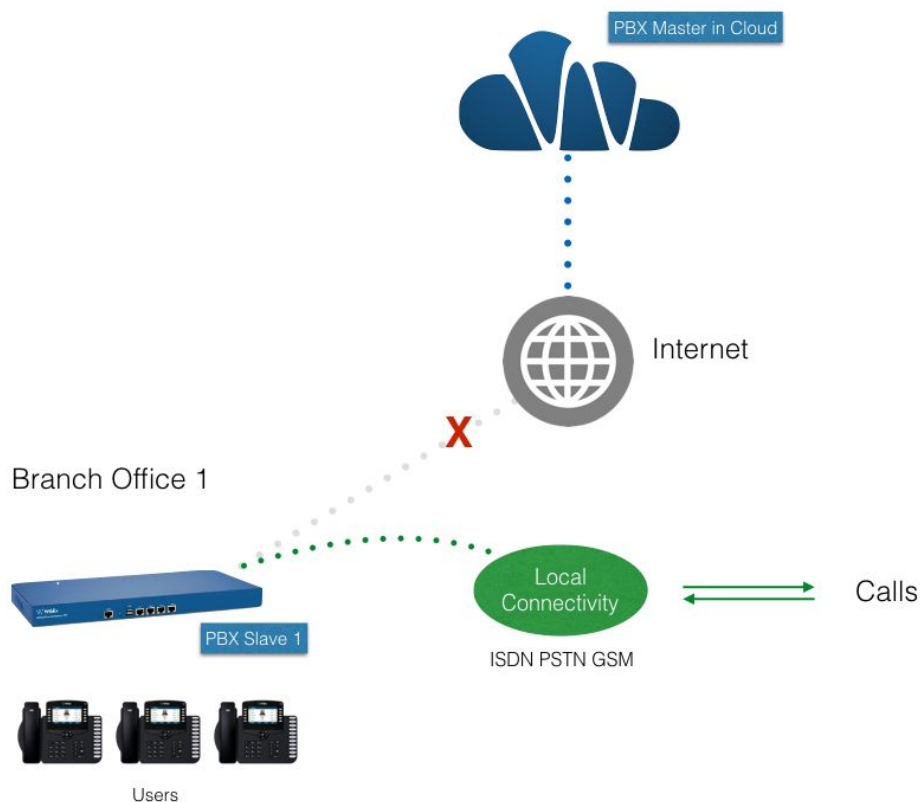 PBX Master in Cloud
Internet
X
Branch Office 1
Local
Connectivity
Calls
PBX Slave 1
ISDN PSTN GSM
Users